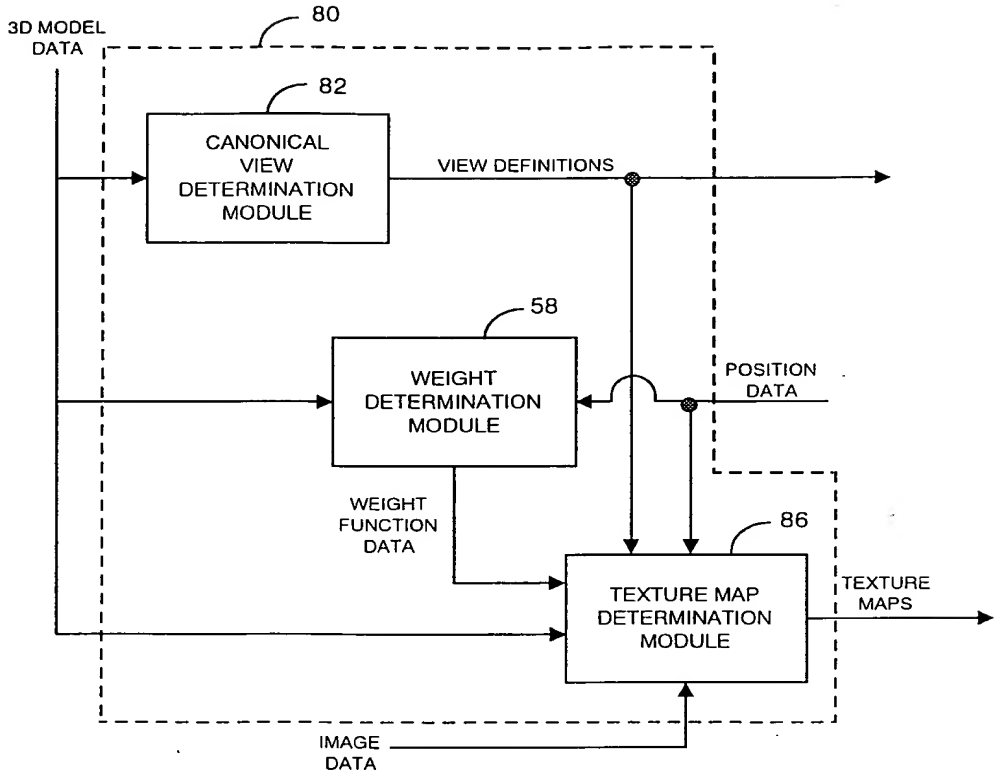 80
3D MODEL
DATA
82
CANONICAL
VIEW
DETERMINATION
MODULE
VIEW DEFINITIONS
58
WEIGHT
DETERMINATION
MODULE
POSITION
DATA
WEIGHT
FUNCTION
DATA
86
TEXTURE MAP
DETERMINATION
MODULE
TEXTURE
MAPS
IMAGE
DATA